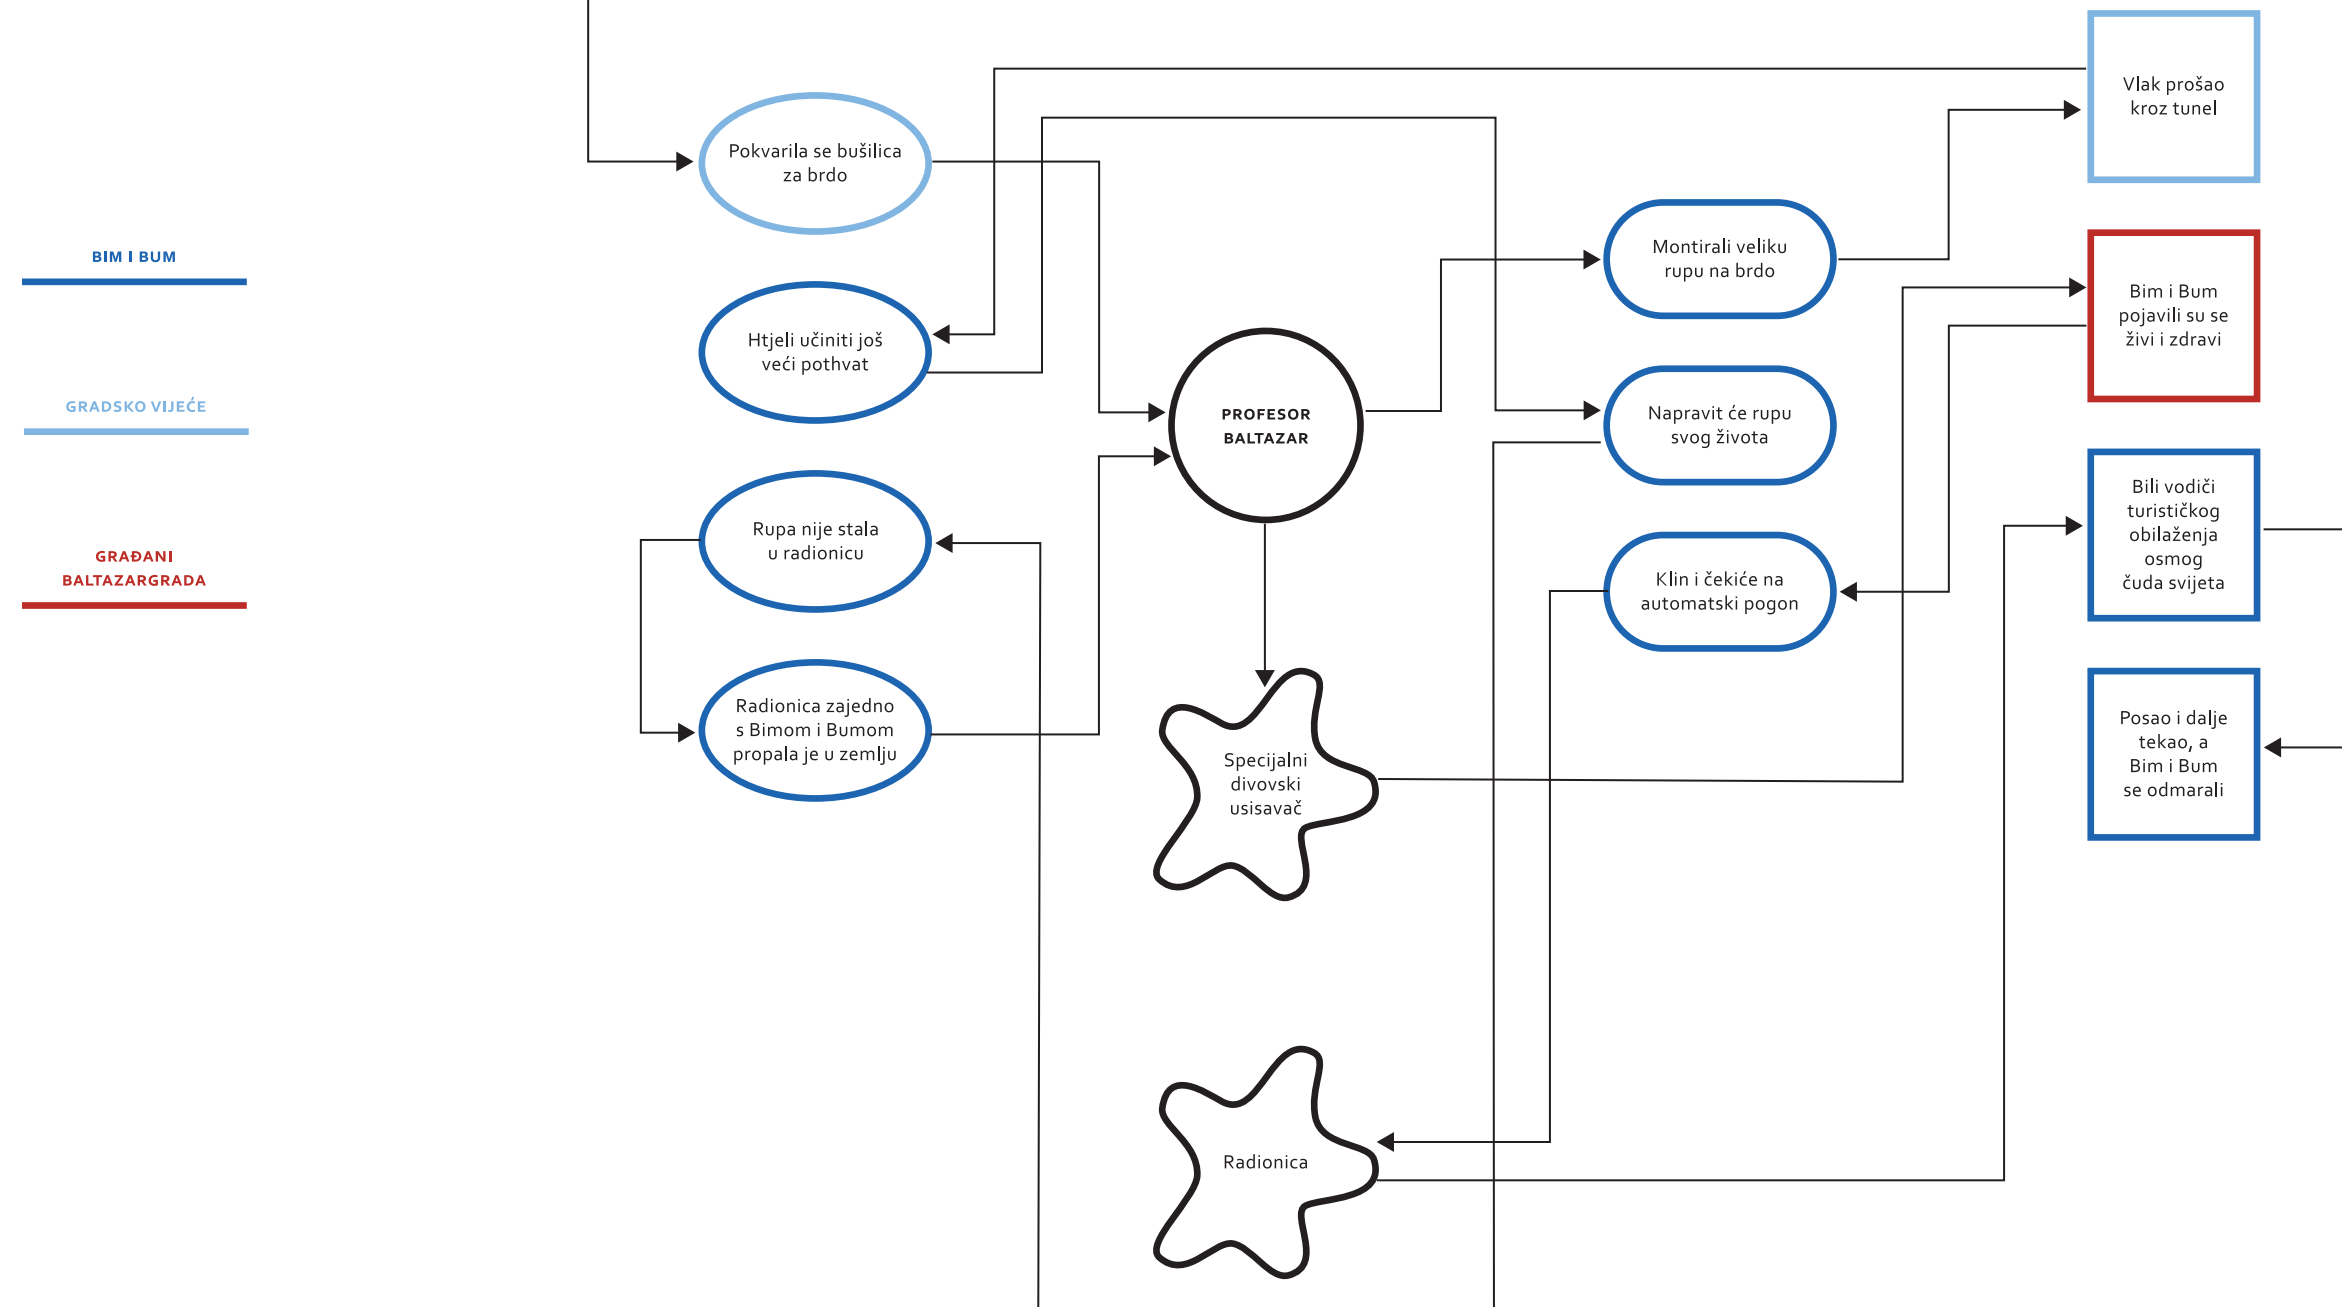 BIM I BUM
GRADSKO VIJEĆE
GRAĐANI
BALTAZARGRADA
Pokvarila se bušilica
za brdo
Htjeli učiniti još
veći pothvat
Rupa nije stala
u radionicu
Radionica zajedno
s Bimom i Bumom
propala je u zemlju
PROFESOR
BALTAZAR
Specijalni
divovski
usisavač
Radionica
Montirali veliku
rupu na brdo
Napravit će rupu
svog života
Klin i čekiće na
automatski pogon
Vlak prošao
kroz tunel
Bim i Bum
pojavili su se
živi i zdravi
Bili vodiči
turističkog
obilaženja
osmog
čuda svijeta
Posao i dalje
tekao, a
Bim i Bum
se odmarali